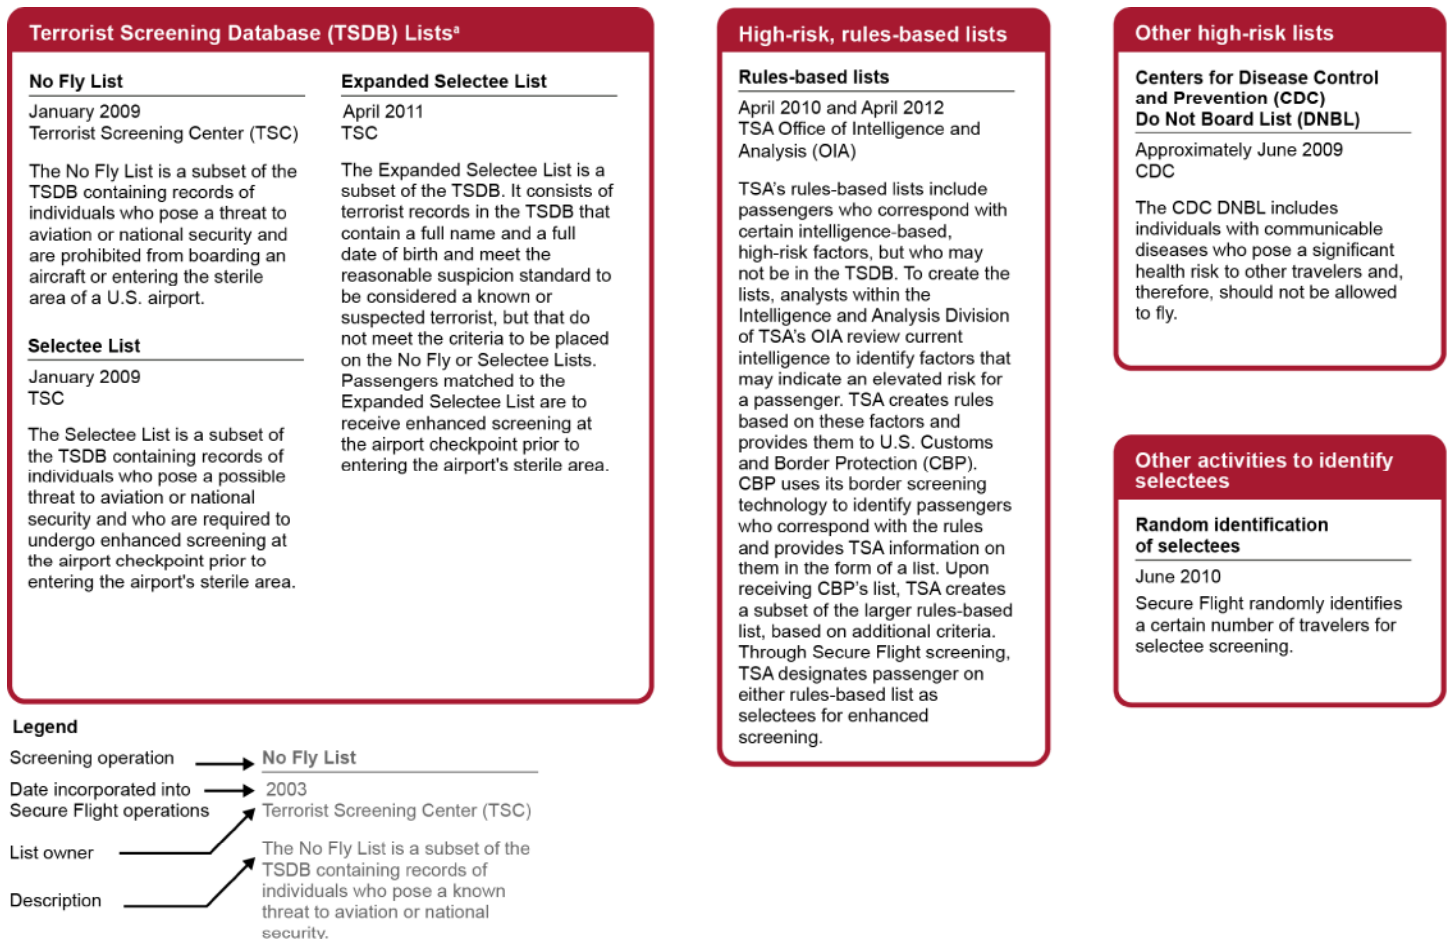 Terrorist Screening Database (TSDB) Listsᵃ
No Fly List
January 2009
Terrorist Screening Center (TSC)
The No Fly List is a subset of the
TSDB containing records of
individuals who pose a threat to
aviation or national security and
are prohibited from boarding an
aircraft or entering the sterile
area of a U.S. airport.
Selectee List
January 2009
TSC
The Selectee List is a subset of
the TSDB containing records of
individuals who pose a possible
threat to aviation or national
security and who are required to
undergo enhanced screening at
the airport checkpoint prior to
entering the airport's sterile area.
Expanded Selectee List
April 2011
TSC
The Expanded Selectee List is a
subset of the TSDB. It consists of
terrorist records in the TSDB that
contain a full name and a full
date of birth and meet the
reasonable suspicion standard to
be considered a known or
suspected terrorist, but that do
not meet the criteria to be placed
on the No Fly or Selectee Lists.
Passengers matched to the
Expanded Selectee List are to
receive enhanced screening at
the airport checkpoint prior to
entering the airport's sterile area.
High-risk, rules-based lists
Rules-based lists
April 2010 and April 2012
TSA Office of Intelligence and
Analysis (OIA)
TSA's rules-based lists include
passengers who correspond with
certain intelligence-based,
high-risk factors, but who may
not be in the TSDB. To create the
lists, analysts within the
Intelligence and Analysis Division
of TSA's OIA review current
intelligence to identify factors that
may indicate an elevated risk for
a passenger. TSA creates rules
based on these factors and
provides them to U.S. Customs
and Border Protection (CBP).
CBP uses its border screening
technology to identify passengers
who correspond with the rules
and provides TSA information on
them in the form of a list. Upon
receiving CBP's list, TSA creates
a subset of the larger rules-based
list, based on additional criteria.
Through Secure Flight screening,
TSA designates passenger on
either rules-based list as
selectees for enhanced
screening.
Other high-risk lists
Centers for Disease Control
and Prevention (CDC)
Do Not Board List (DNBL)
Approximately June 2009
CDC
The CDC DNBL includes
individuals with communicable
diseases who pose a significant
health risk to other travelers and,
therefore, should not be allowed
to fly.
Other activities to identify
selectees
Random identification
of selectees
June 2010
Secure Flight randomly identifies
a certain number of travelers for
selectee screening.
Legend
Screening operation
Date incorporated into
Secure Flight operations
List owner
Description
No Fly List
2003
Terrorist Screening Center (TSC)
The No Fly List is a subset of the
TSDB containing records of
individuals who pose a known
threat to aviation or national
security.